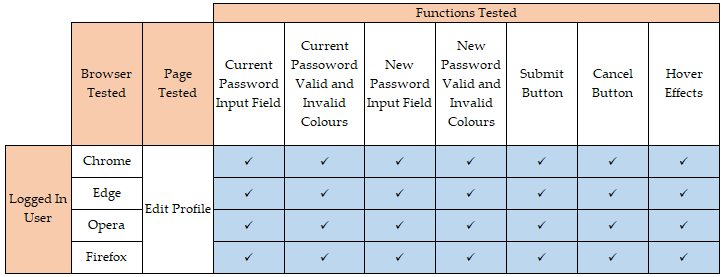 Functions Tested
Browser
Tested
Page
Tested
Current
Password
Input Field
Current
Passoword
Valid and
Invalid
Colours
New
Password
Input Field
New
Password
Valid and
Invalid
Colours
Submit
Button
Cancel
Button
Hover
Effects
Logged In
User
Chrome
Edit Profile
✓ ✓ ✓ ✓ ✓ ✓ ✓
Edge
✓ ✓ ✓ ✓ ✓ ✓ ✓
Opera
✓ ✓ ✓ ✓ ✓ ✓ ✓
Firefox
✓ ✓ ✓ ✓ ✓ ✓ ✓